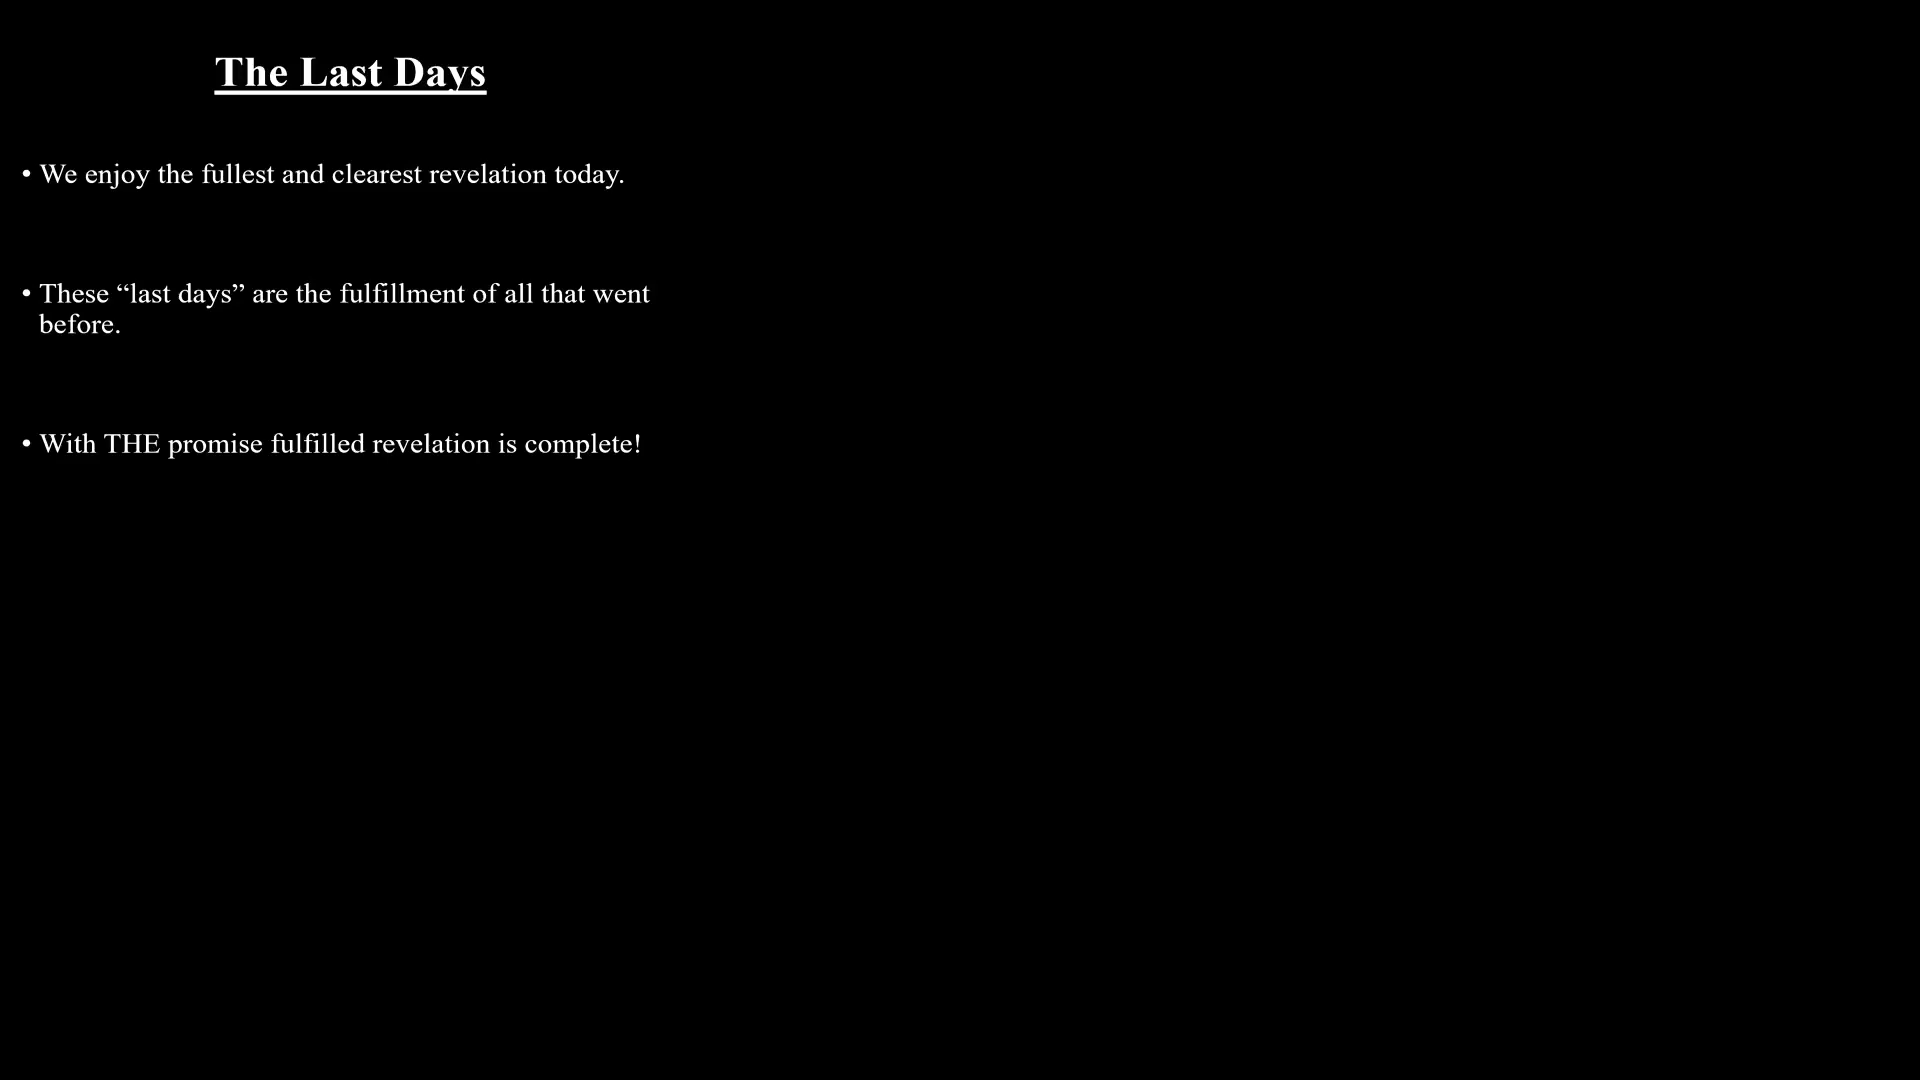 The Last Days
• We enjoy the fullest and clearest revelation today.
• These “last days” are the fulfillment of all that went
before.
• With THE promise fulfilled revelation is complete!